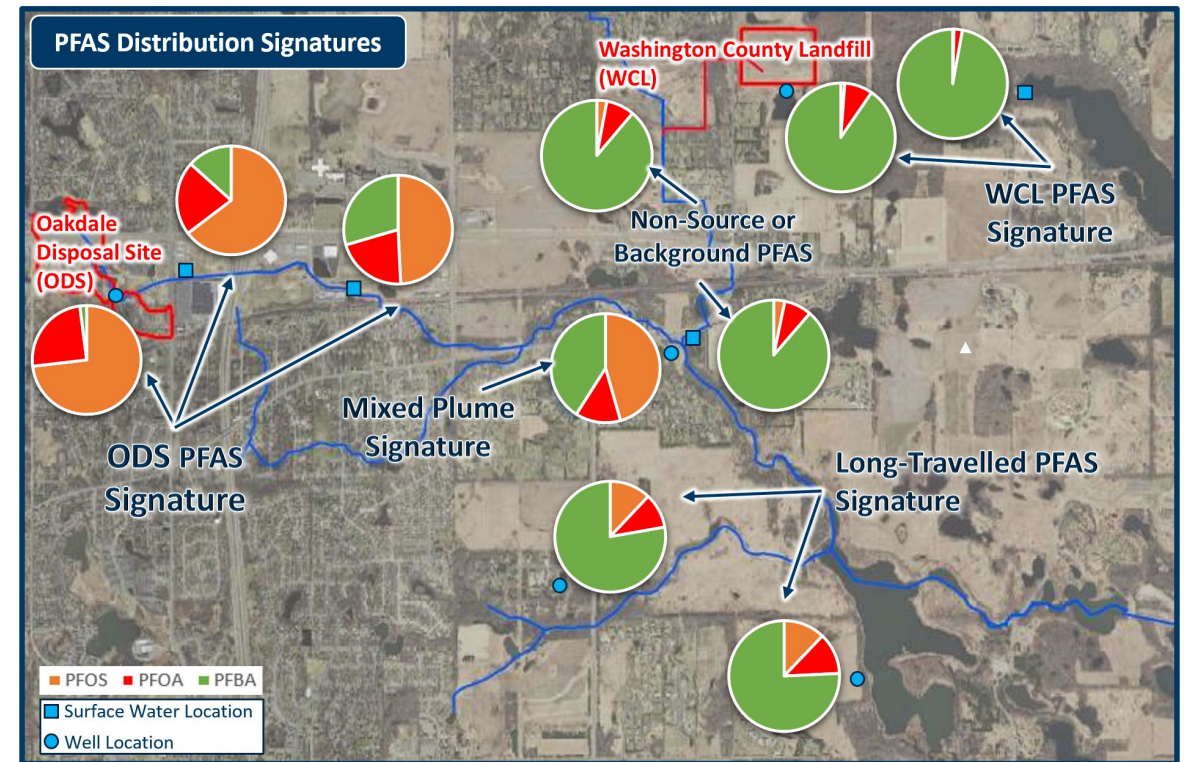 PFAS Distribution Signatures
Washington County Landfill
(WCL)
WCL PFAS
Signature
Non-Source or
Background PFAS
Oakdale
Disposal Site
(ODS)
Mixed Plume
Signature
ODS PFAS
Signature
Long-Travelled PFAS
Signature
PFOS PFOA PFBA
Surface Water Location
Well Location